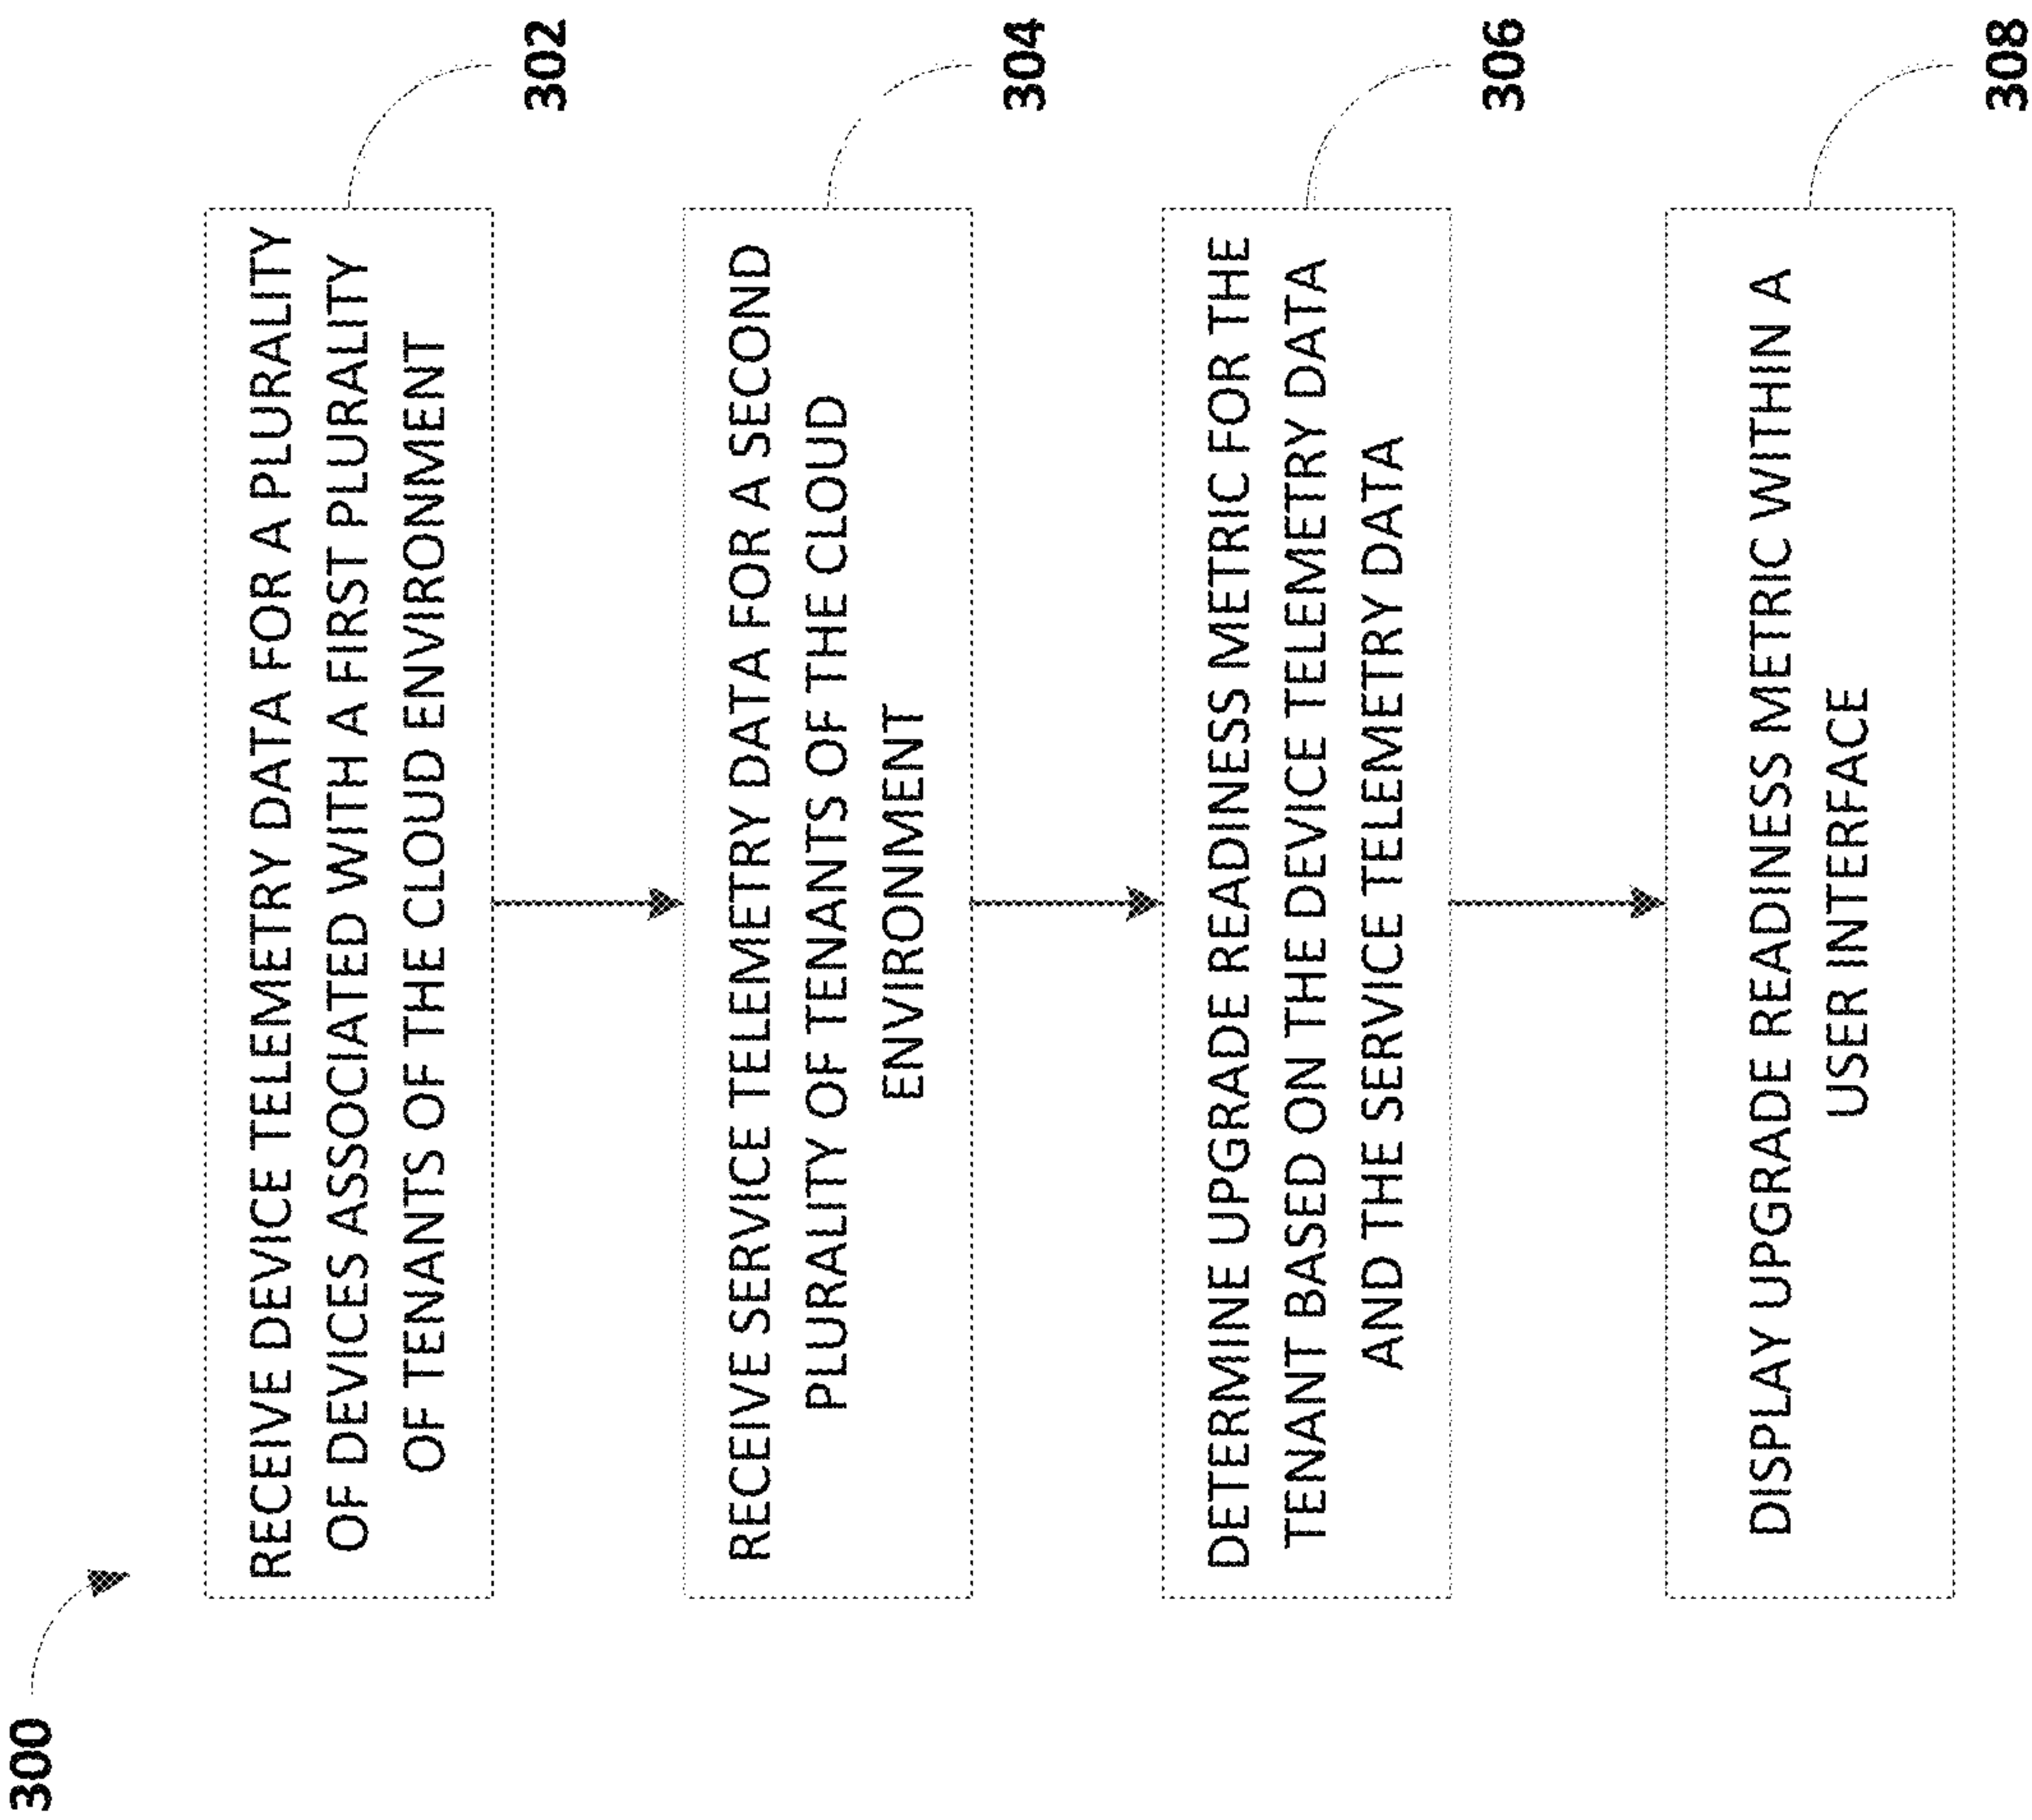 300
RECEIVE DEVICE TELEMETRY DATA FOR A PLURALITY
OF DEVICES ASSOCIATED WITH A FIRST PLURALITY
OF TENANTS OF THE CLOUD ENVIRONMENT
302
RECEIVE SERVICE TELEMETRY DATA FOR A SECOND
PLURALITY OF TENANTS OF THE CLOUD
ENVIRONMENT
304
DETERMINE UPGRADE READINESS METRIC FOR THE
TENANT BASED ON THE DEVICE TELEMETRY DATA
AND THE SERVICE TELEMETRY DATA
306
DISPLAY UPGRADE READINESS METRIC WITHIN A
USER INTERFACE
308